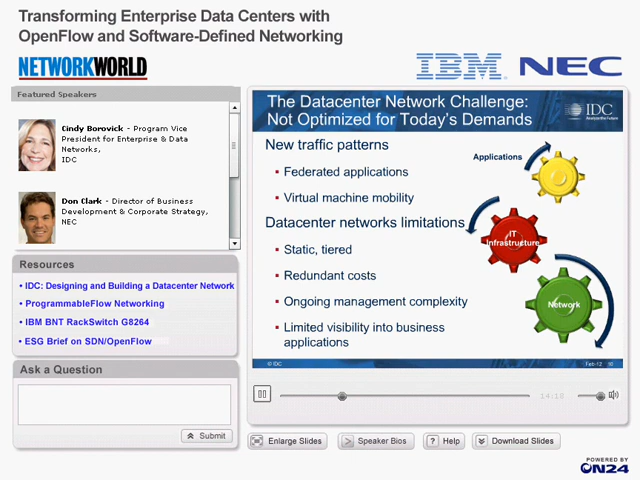 Transforming Enterprise Data Centers with
OpenFlow and Software-Defined Networking
NETWORKWORLD
IBM
NEC
Featured Speakers
Cindy Borovick - Program Vice
President for Enterprise & Data
Networks,
IDC
Don Clark - Director of Business
Development & Corporate Strategy,
NEC
Resources
• IDC: Designing and Building a Datacenter Network
• ProgrammableFlow Networking
• IBM BNT RackSwitch G8264
• ESG Brief on SDN/OpenFlow
Ask a Question
Submit
The Datacenter Network Challenge:
Not Optimized for Today's Demands
IDC
Analyze the Future
New traffic patterns
Federated applications
Virtual machine mobility
Datacenter networks limitations
Static, tiered
Redundant costs
Ongoing management complexity
Limited visibility into business
applications
Applications
IT
Infrastructure
Network
© IDC
Feb-12
14:18
Enlarge Slides
Speaker Bios
? Help
Download Slides
POWERED BY
ON24